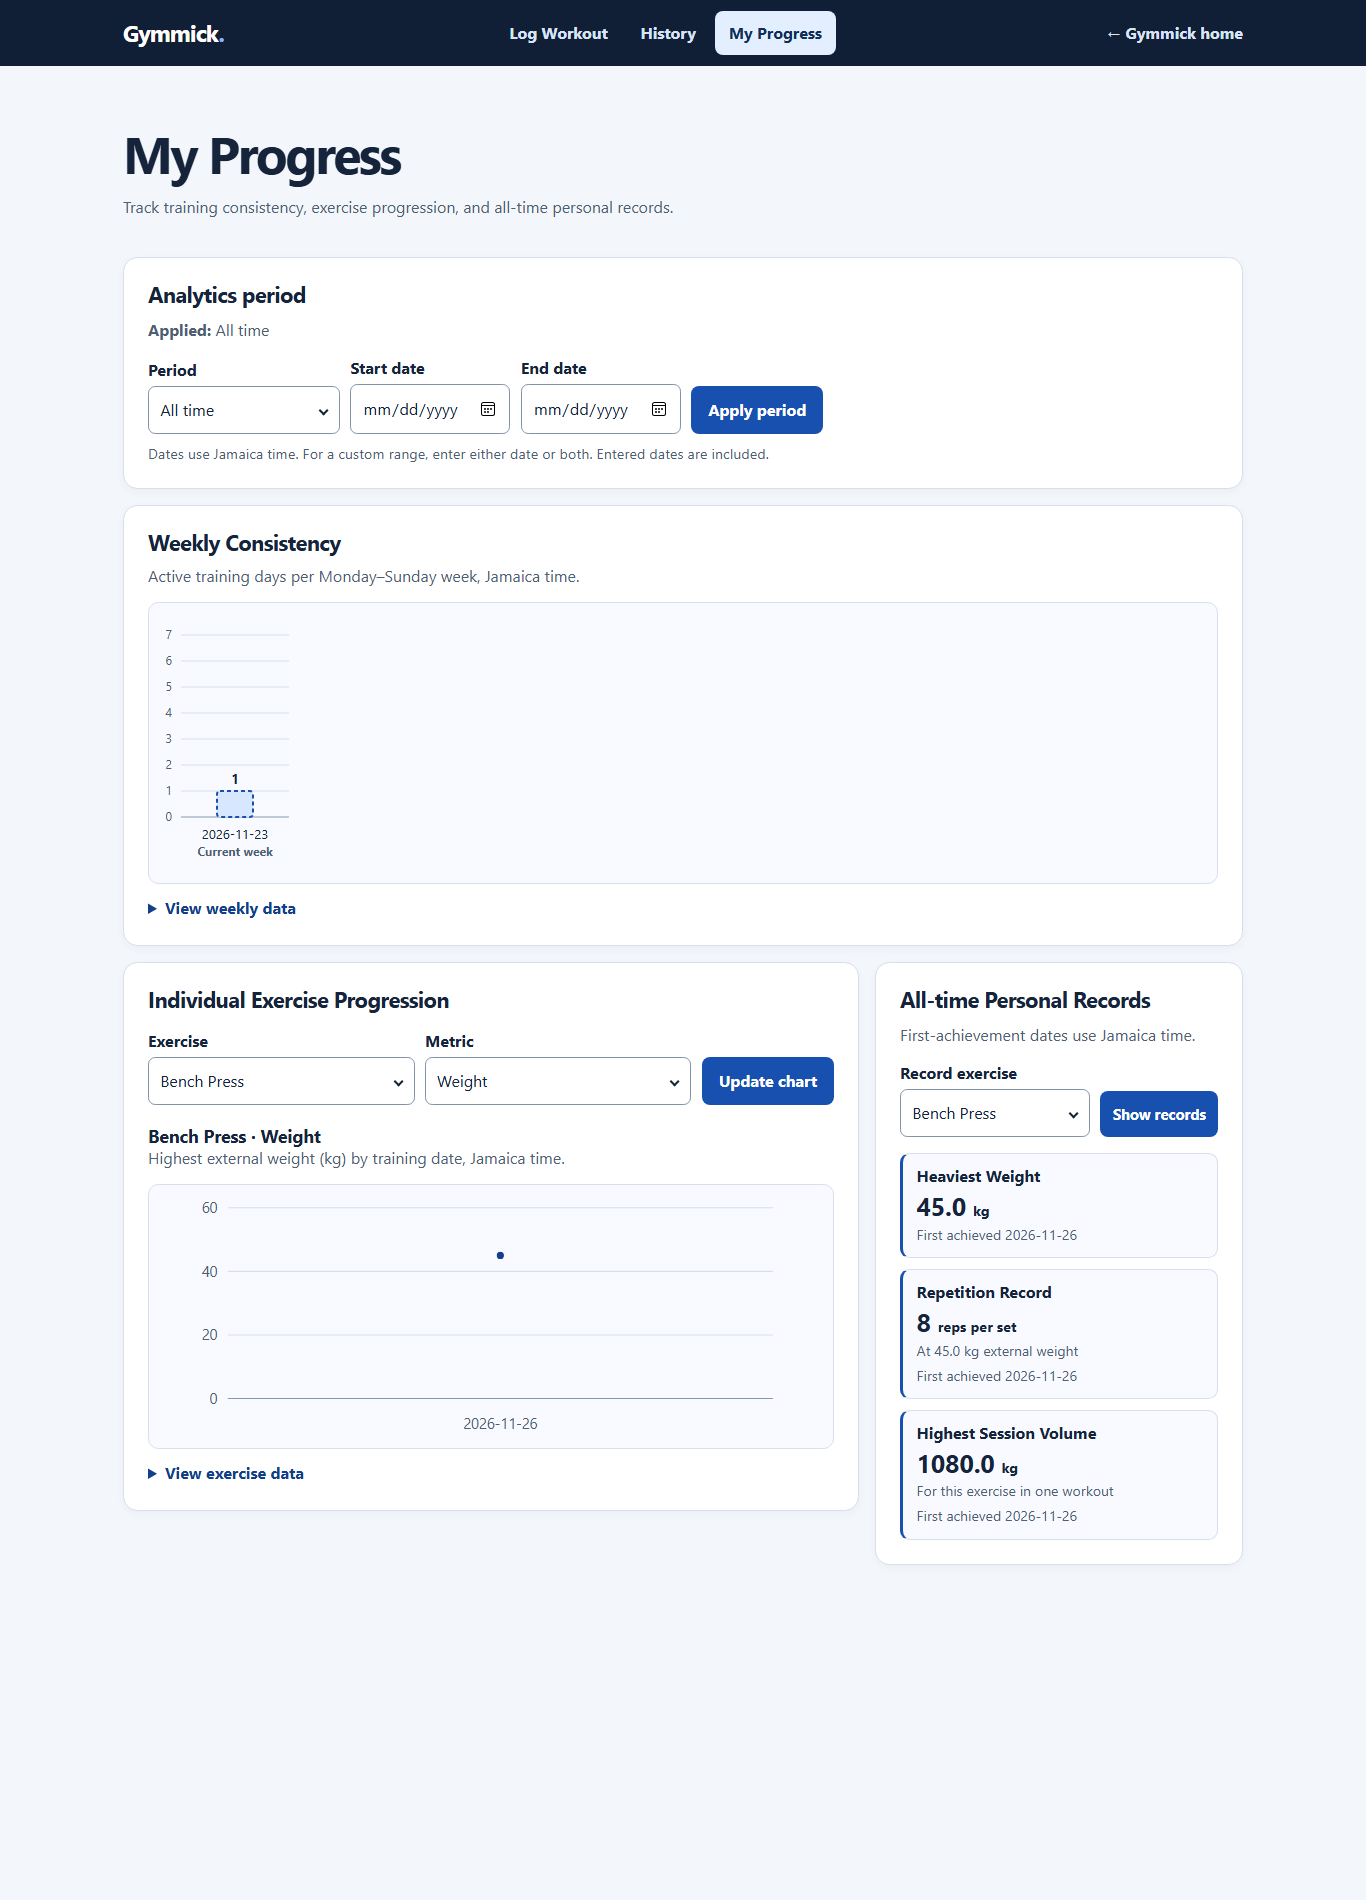 Gymmick.
Log Workout
History
My Progress
← Gymmick home
My Progress
Track training consistency, exercise progression, and all-time personal records.
Analytics period
Applied: All time
Period
Start date
End date
All time
mm/dd/yyyy
mm/dd/yyyy
Apply period
Dates use Jamaica time. For a custom range, enter either date or both. Entered dates are included.
Weekly Consistency
Active training days per Monday–Sunday week, Jamaica time.
7
6
5
4
3
2
1
1
0
2026-11-23
Current week
View weekly data
Individual Exercise Progression
Exercise
Metric
Bench Press
Weight
Update chart
Bench Press · Weight
Highest external weight (kg) by training date, Jamaica time.
60
40
20
0
2026-11-26
View exercise data
All-time Personal Records
First-achievement dates use Jamaica time.
Record exercise
Bench Press
Show records
Heaviest Weight
45.0 kg
First achieved 2026-11-26
Repetition Record
8 reps per set
At 45.0 kg external weight
First achieved 2026-11-26
Highest Session Volume
1080.0 kg
For this exercise in one workout
First achieved 2026-11-26